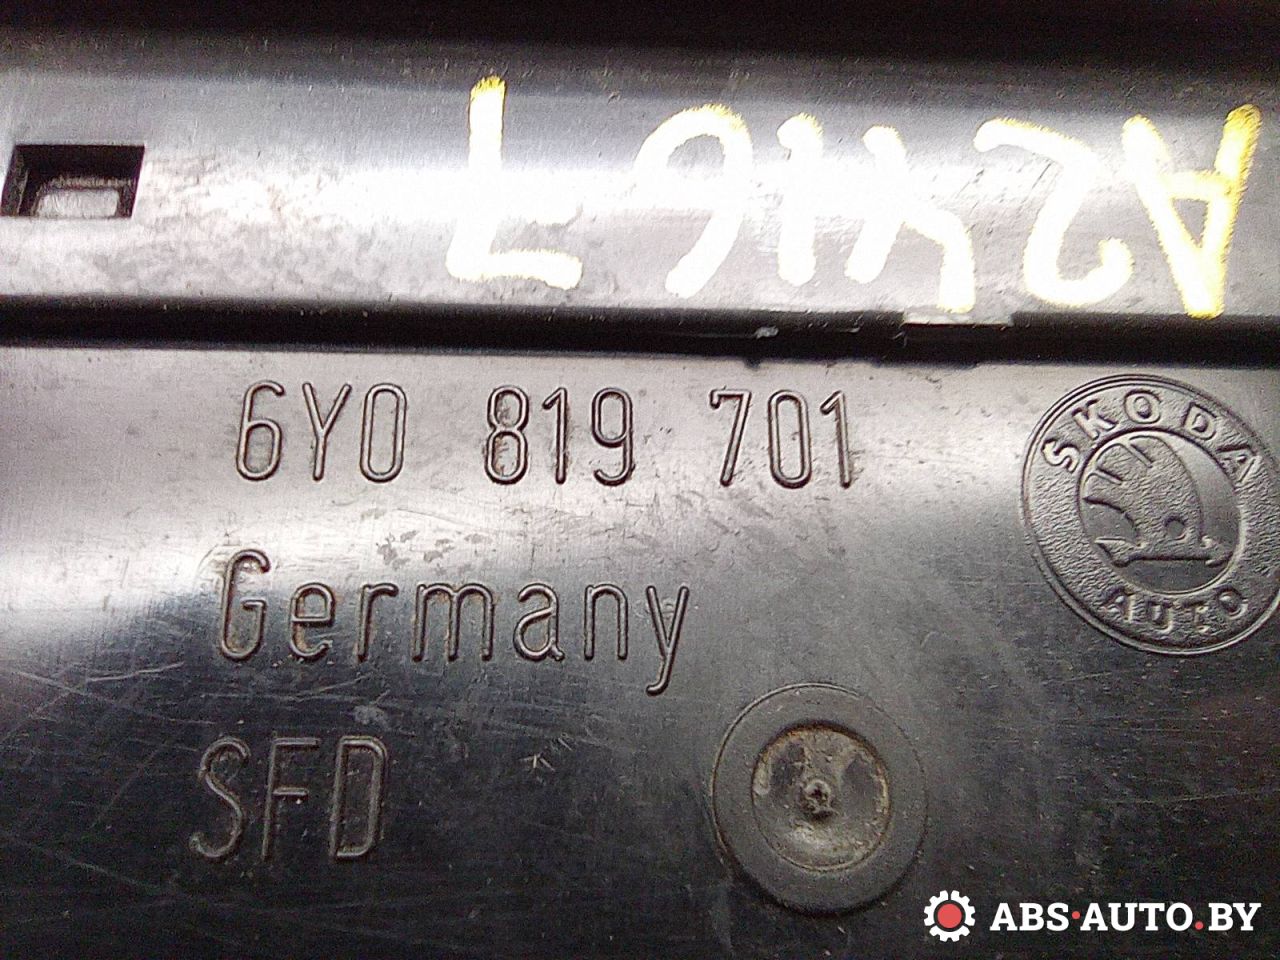 A24167
6Y0 819 701
Germany
SFD
SKODA
AUTO
ABS·AUTO.BY